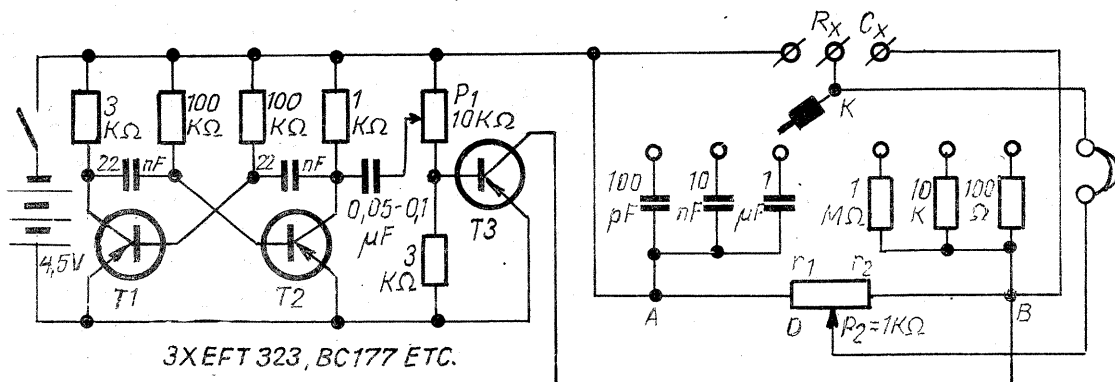 Rx Cx
3 KΩ
100 KΩ
100 KΩ
1 KΩ
P1 10KΩ
K
22 nF
22 nF
0,05-0,1 μF
T3
100 pF
10 nF
1 μF
1 MΩ
10 K
100 Ω
4,5V
T1
T2
3 KΩ
r1 r2
A
D
P2=1KΩ
B
3XEFT 323, BC177 ETC.